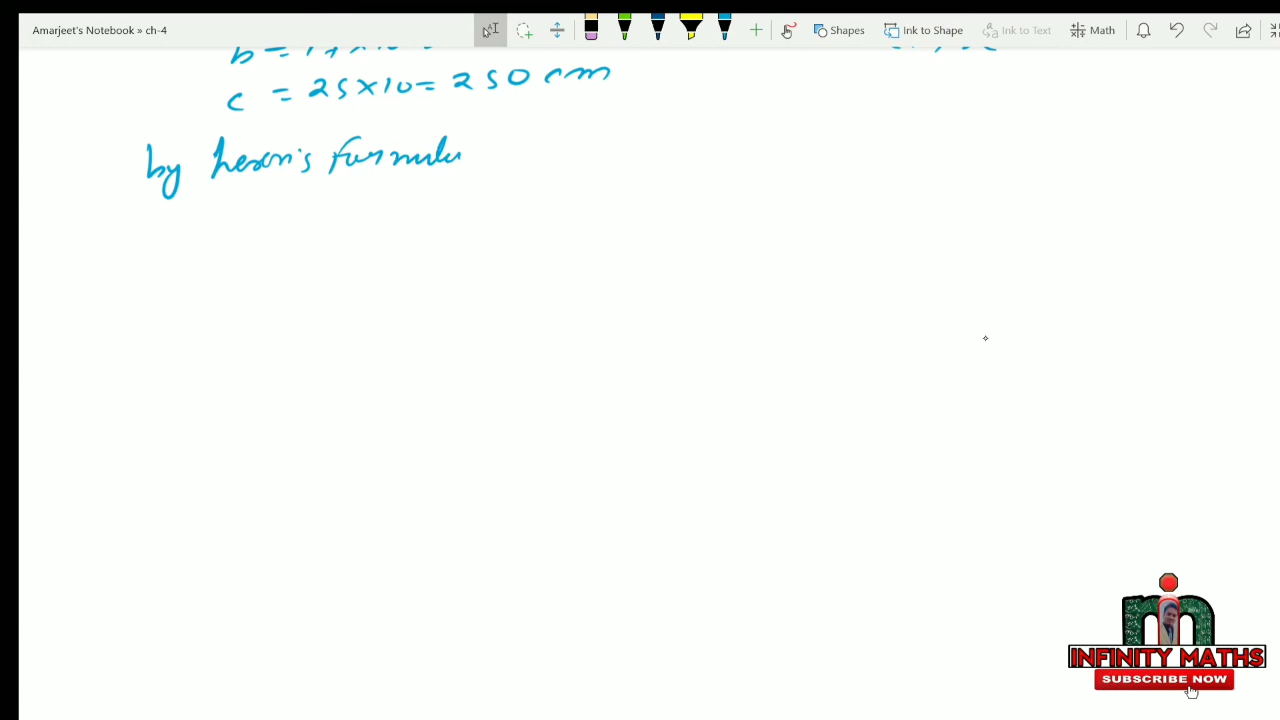 Amarjeet's Notebook » ch-4
Shapes
Ink to Shape
Ink to Text
Math
c = 25×10 = 250 cm
by heron's formula
INFINITY MATHS
SUBSCRIBE NOW